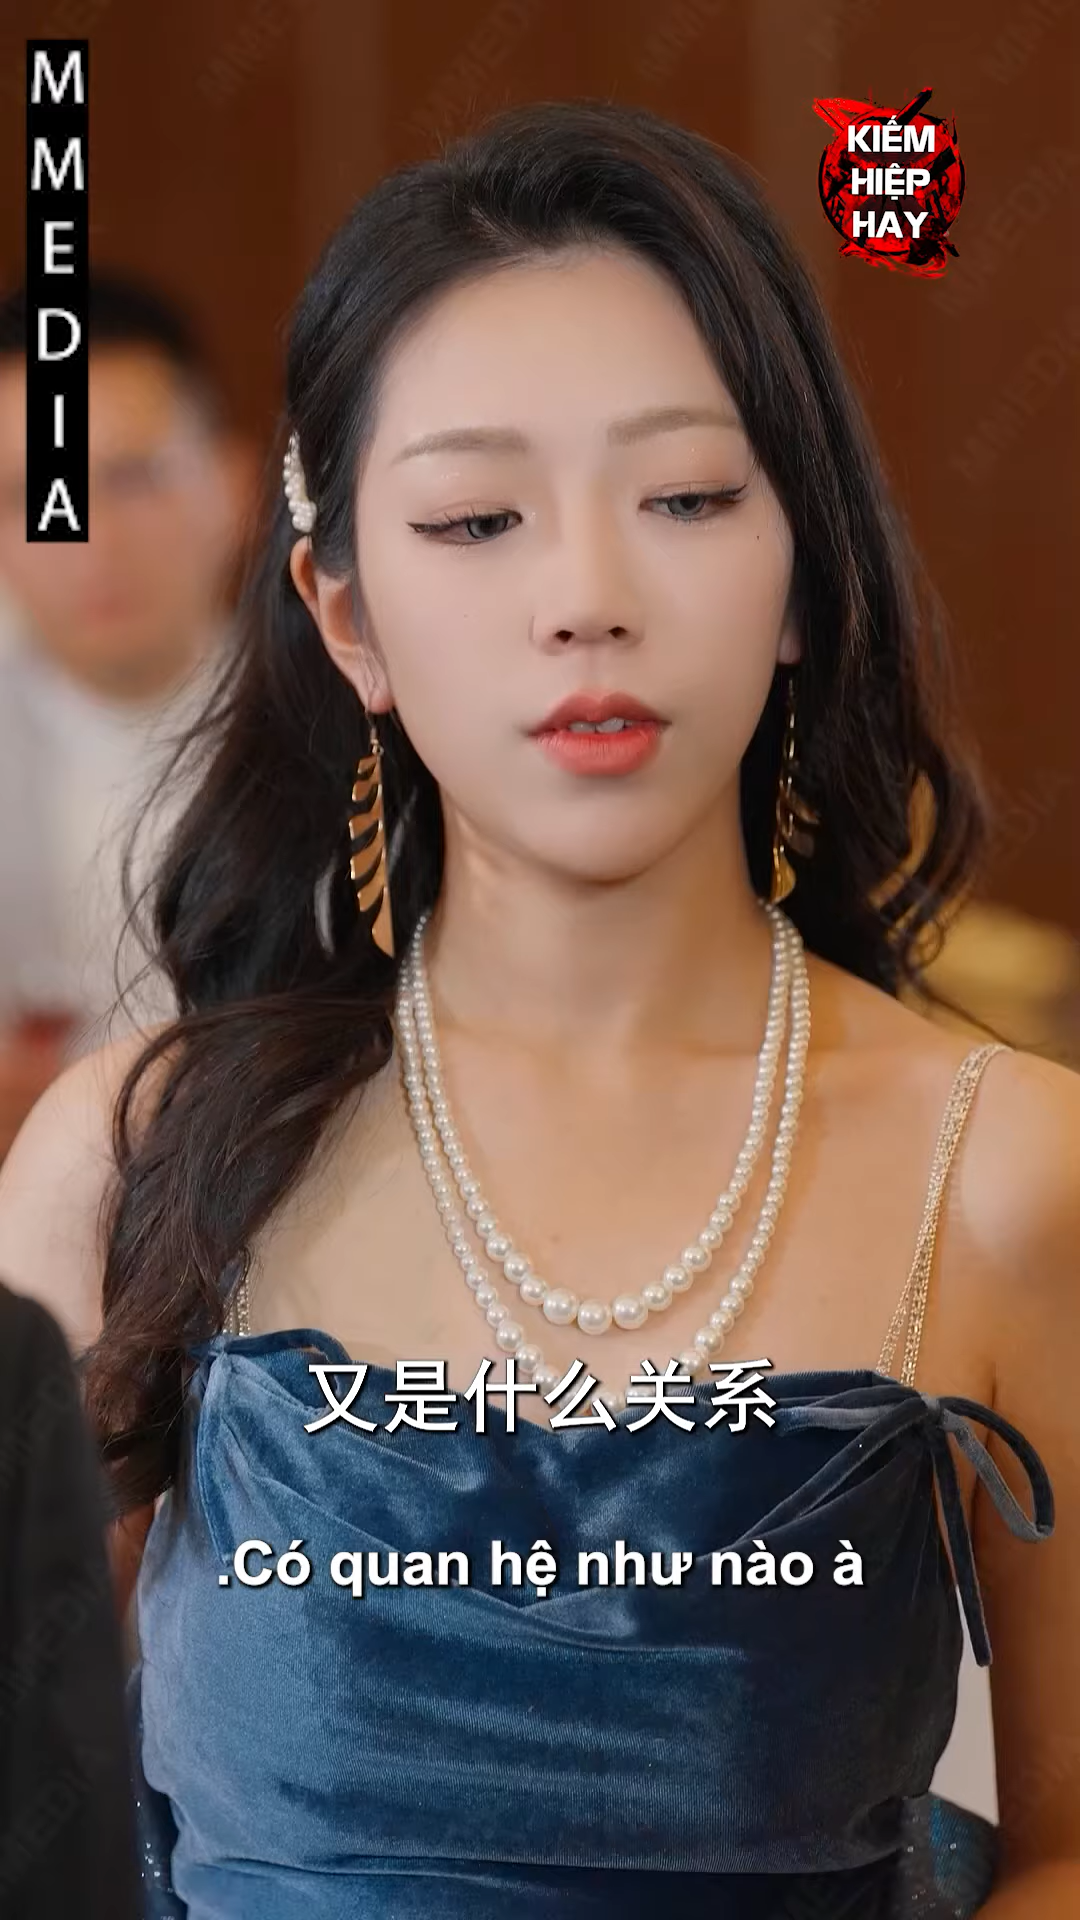 MMEDIA
KIẾM
HIỆP
HAY
又是什么关系
.Có quan hệ như nào à